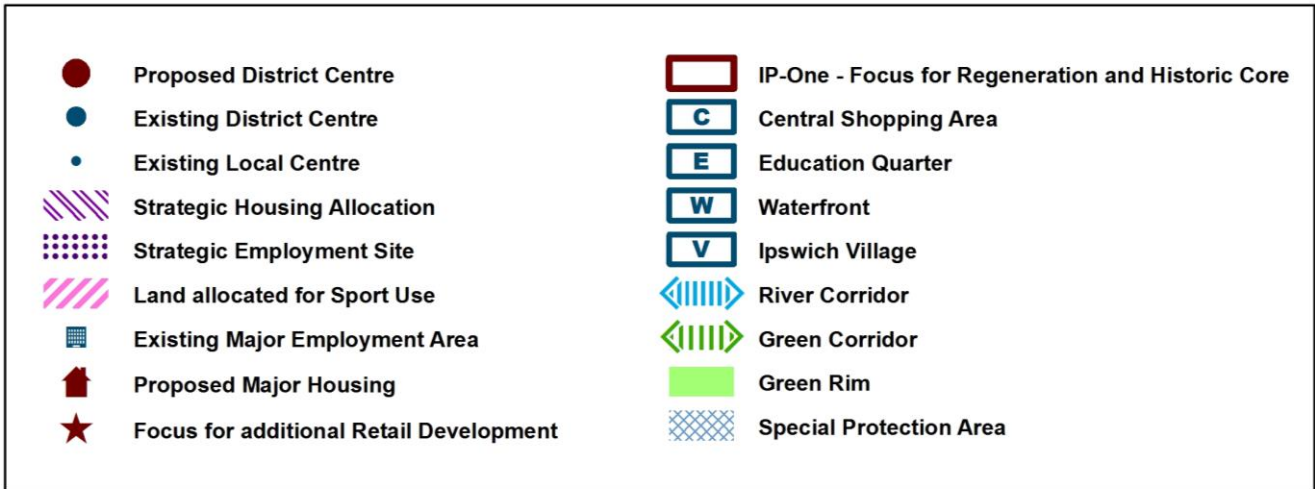 Proposed District Centre
Existing District Centre
Existing Local Centre
Strategic Housing Allocation
Strategic Employment Site
Land allocated for Sport Use
Existing Major Employment Area
Proposed Major Housing
Focus for additional Retail Development
IP-One - Focus for Regeneration and Historic Core
C Central Shopping Area
E Education Quarter
W Waterfront
V Ipswich Village
River Corridor
Green Corridor
Green Rim
Special Protection Area